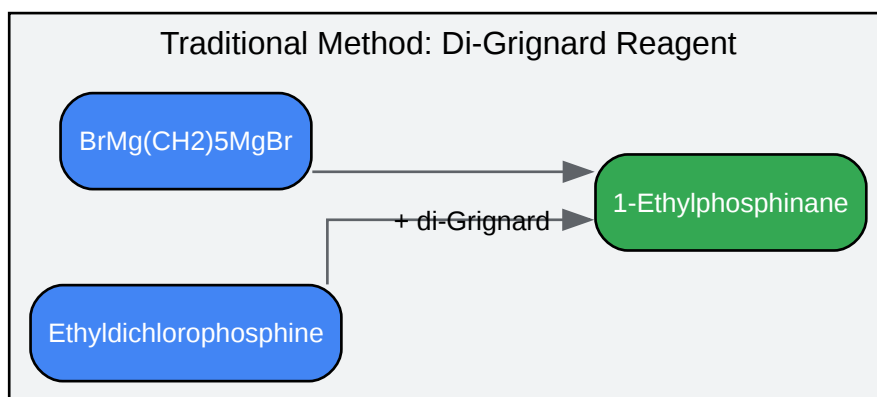 Traditional Method: Di-Grignard Reagent
BrMg(CH2)5MgBr
1-Ethylphosphinane
+ di-Grignard
Ethyldichlorophosphine